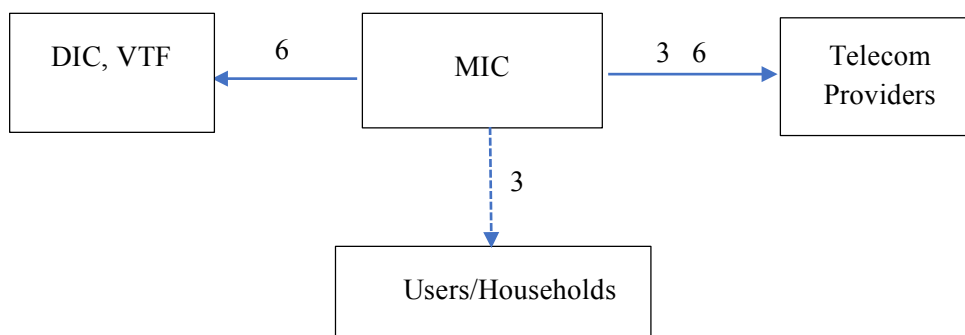 DIC, VTF
6
MIC
3 6
Telecom
Providers
3
Users/Households